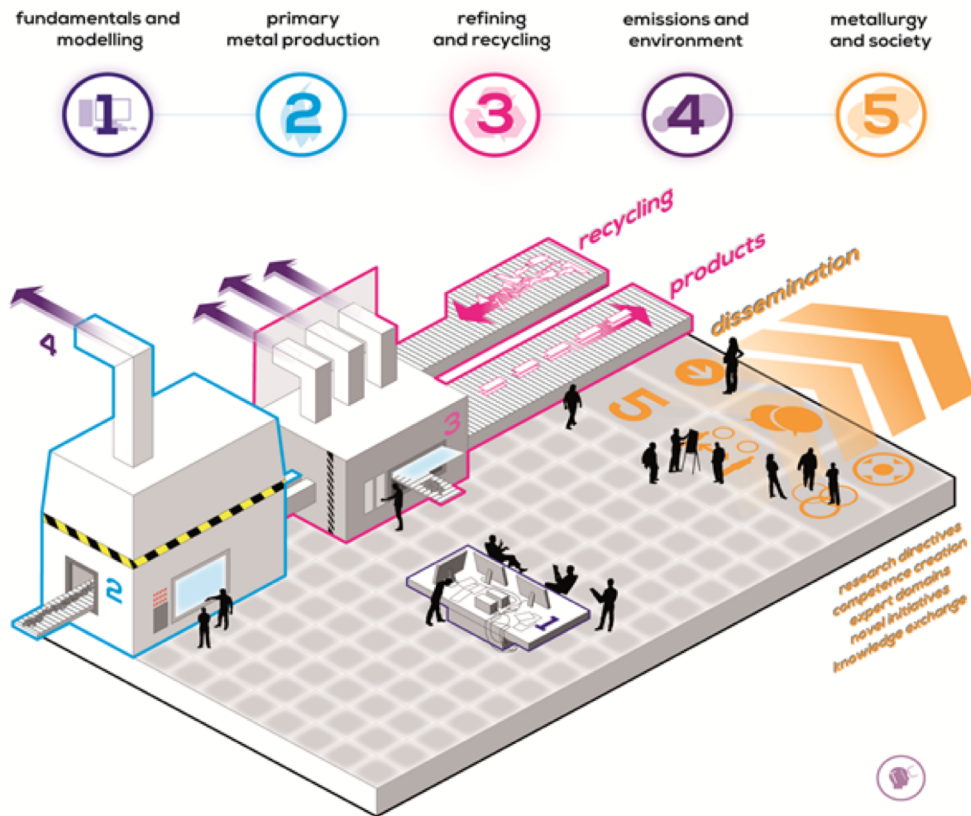 fundamentals and
modelling
primary
metal production
refining
and recycling
emissions and
environment
metallurgy
and society
1
2
3
4
5
recycling
products
dissemination
4
3
5
2
1
research directives
competence creation
expert domains
novel initiatives
knowledge exchange